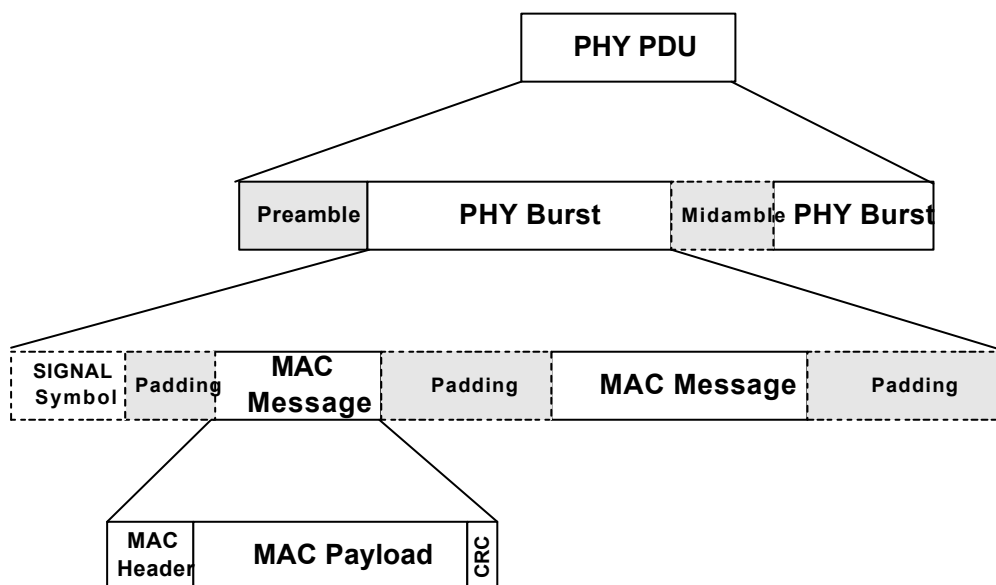 PHY PDU
Preamble
PHY Burst
Midamble
PHY Burst
SIGNAL
Symbol
Padding
MAC
Message
Padding
MAC Message
Padding
MAC
Header
MAC Payload
CRC